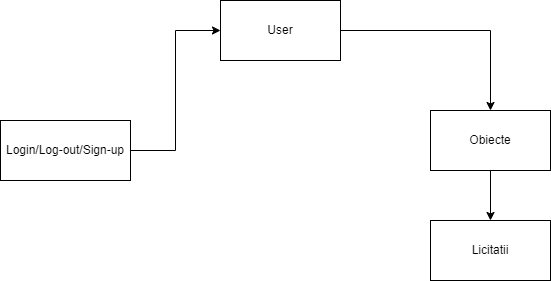 User
Login/Log-out/Sign-up
Obiecte
Licitatii